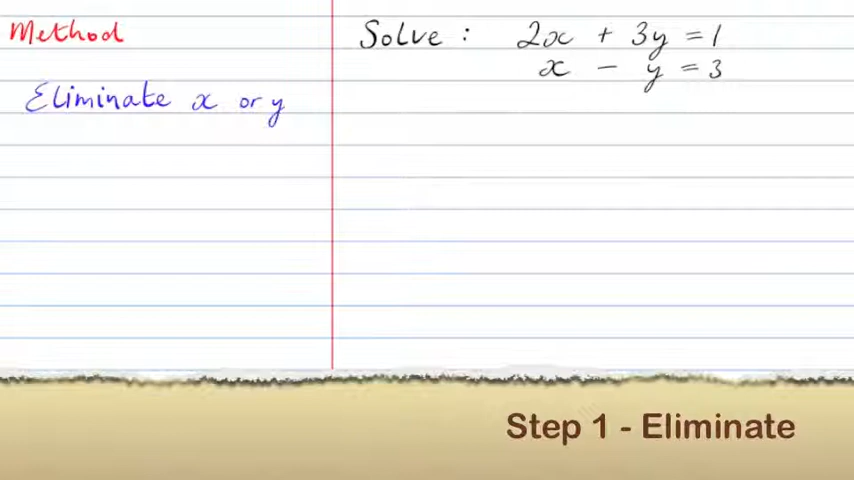 Method
Eliminate x or y
Solve : 2x + 3y = 1
x - y = 3
Step 1 - Eliminate